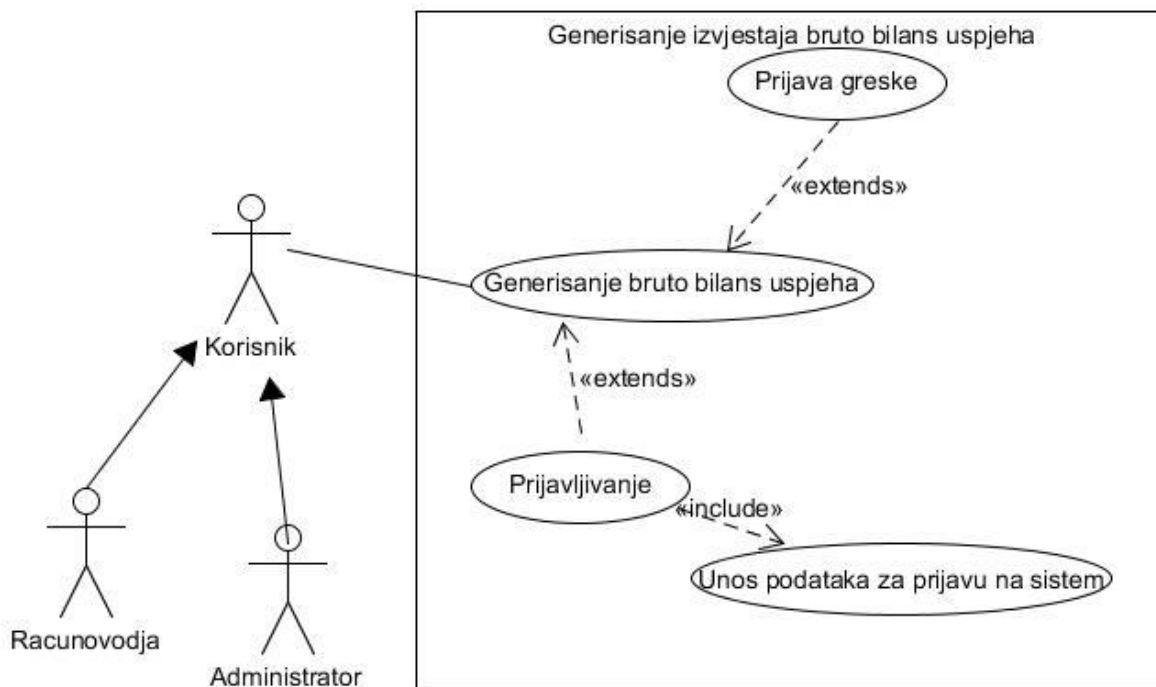 Generisanje izvjestaja bruto bilans uspjeha
Prijava greske
«extends»
Generisanje bruto bilans uspjeha
Korisnik
«extends»
Prijavljivanje
«include»
Unos podataka za prijavu na sistem
Racunovodja
Administrator